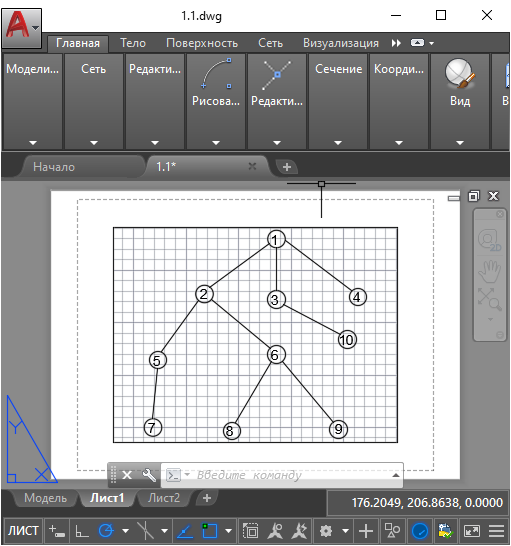 1.1.dwg
Главная Тело Поверхность Сеть Визуализация
Модели... Сеть Редакти... Рисова... Редакти... Сечение Коорди... Вид В
Начало 1.1*
2D
1
2
3
4
5
6
10
7
8
9
Y
X
Введите команду
Модель Лист1 Лист2 +
176.2049, 206.8638, 0.0000
ЛИСТ